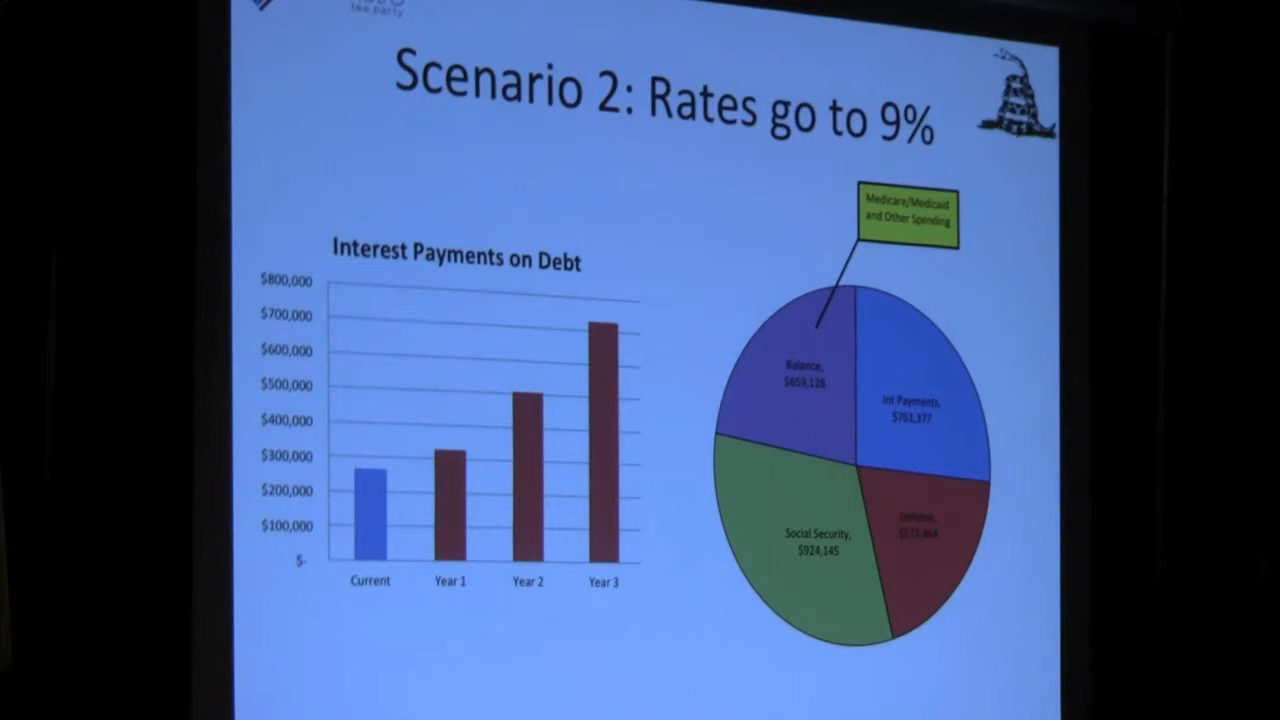 tea party
Scenario 2: Rates go to 9%
Medicare/Medicaid
and Other Spending
Interest Payments on Debt
$800,000
$700,000
$600,000
$500,000
$400,000
$300,000
$200,000
$100,000
$-
Current
Year 1
Year 2
Year 3
Balance,
$659,128
Int Payments,
$761,377
Defense,
Social Security,
$924,145